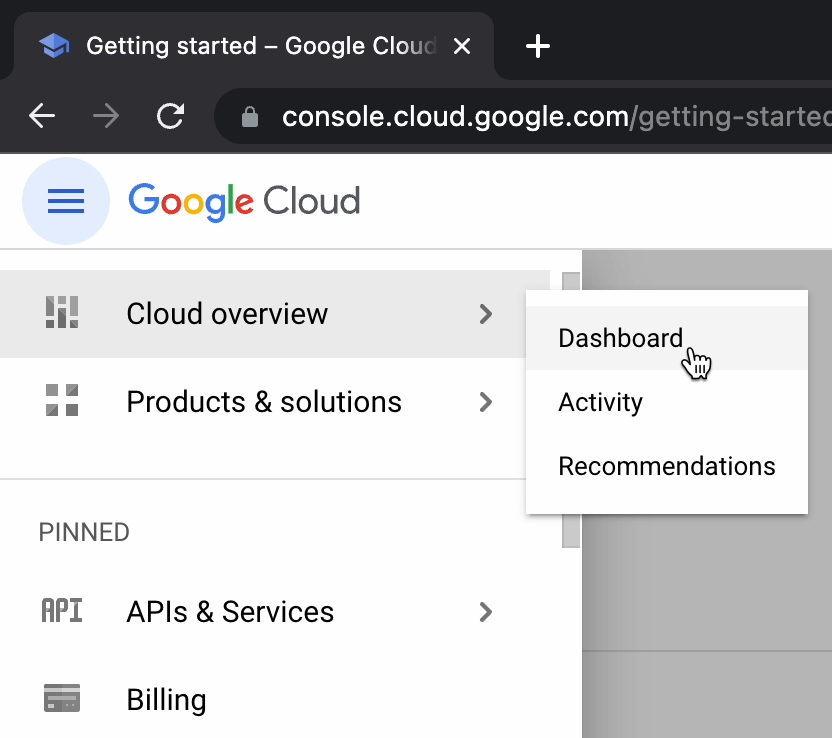 Getting started – Google Cloud
console.cloud.google.com/getting-started
Google Cloud
Cloud overview
Dashboard
Products & solutions
Activity
Recommendations
PINNED
API APIs & Services
Billing